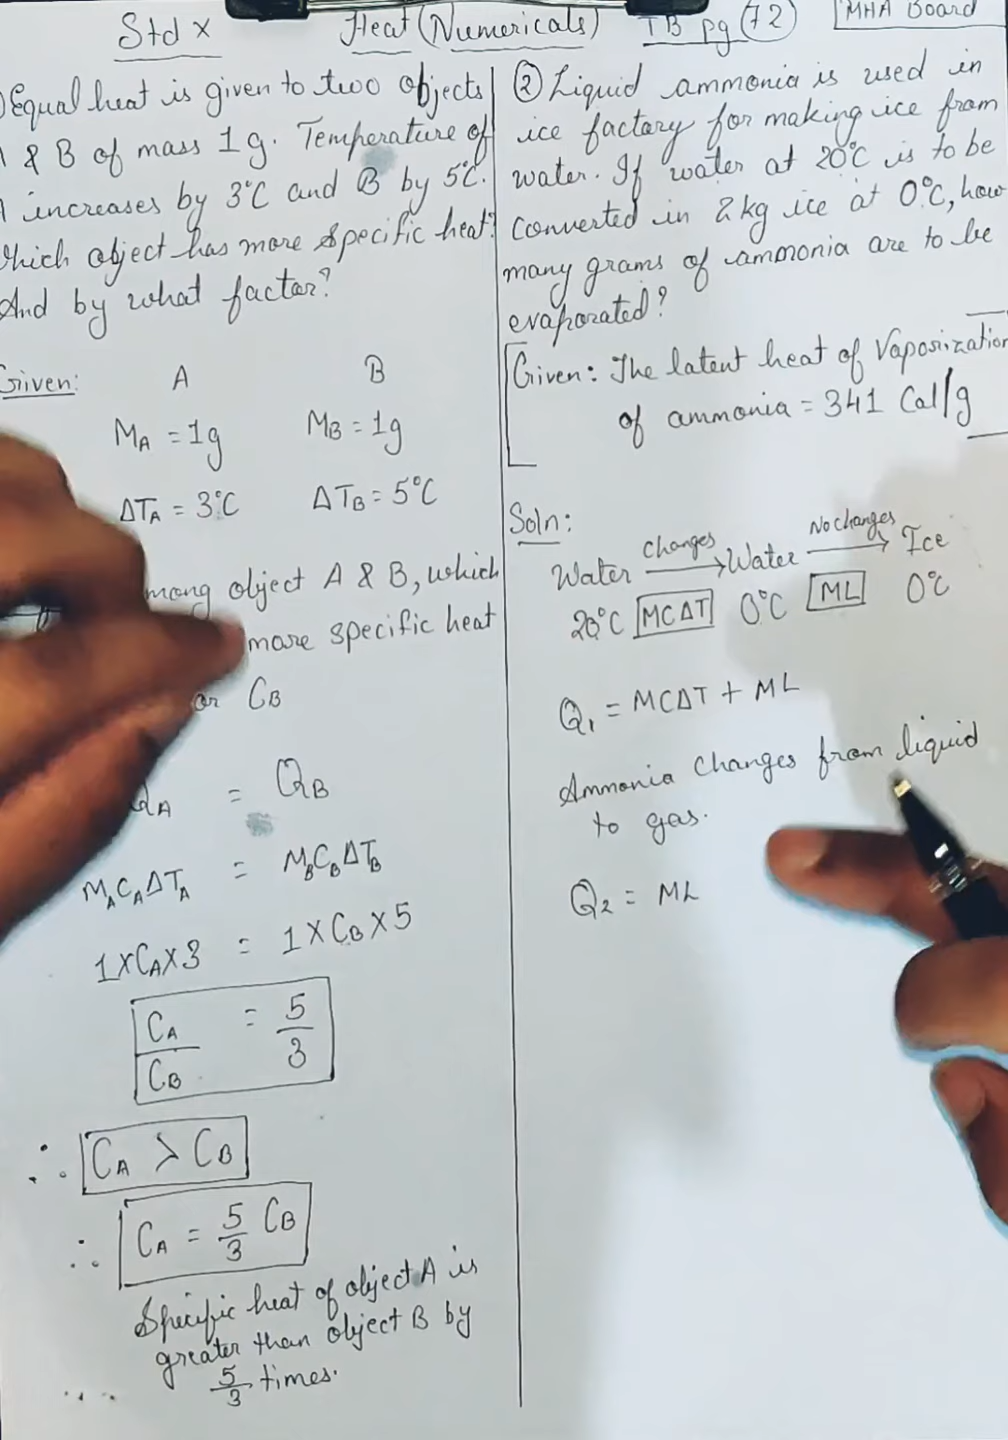 Std X Heat (Numericals) TB pg (72) MHA Board
Equal heat is given to two objects
& B of mass 1g. Temperature of
increases by 3°C and B by 5°C.
which object has more specific heat?
And by what factor?
Given: A B
MA = 1g MB = 1g
ΔTA = 3°C ΔTB = 5°C
among object A & B, which
more specific heat
or CB
QA = QB
MACAΔTA = MBCBΔTB
1 X CA X 3 = 1 X CB X 5
CA/CB = 5/3
∴ CA > CB
∴ CA = 5/3 CB
Specific heat of object A is
greater than object B by
5/3 times.
② Liquid ammonia is used in
ice factory for making ice from
water. If water at 20°C is to be
converted in 2 kg ice at 0°C, how
many grams of ammonia are to be
evaporated?
Given: The latent heat of Vaporization
of ammonia = 341 Cal/g
Soln:
Changes No changes
Water Water Ice
20°C MCΔT 0°C ML 0°C
Q1 = MCΔT + ML
Ammonia changes from liquid
to gas.
Q2 = ML